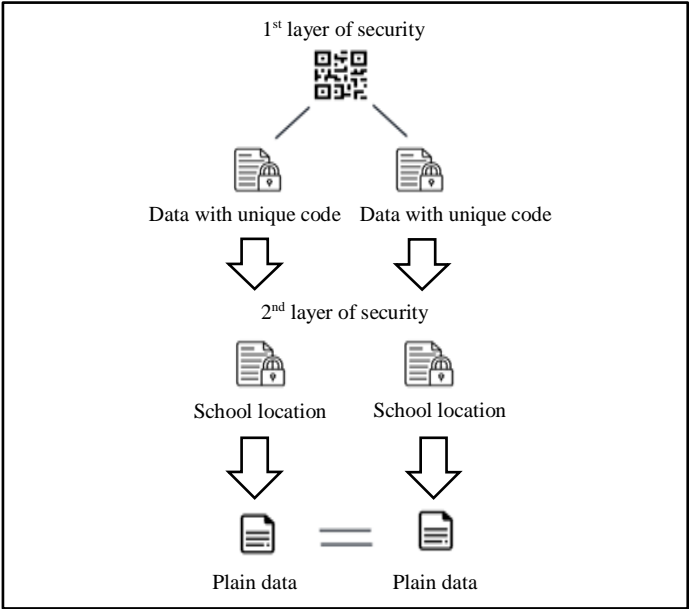 1st layer of security
Data with unique code Data with unique code
2nd layer of security
School location School location
Plain data Plain data